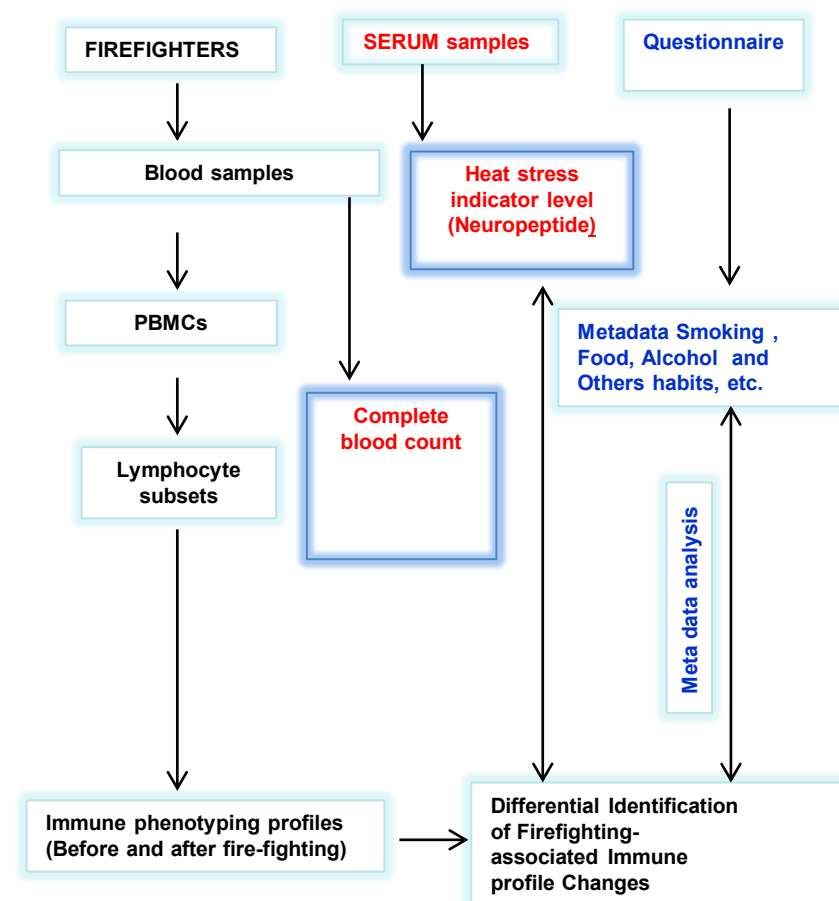 FIREFIGHTERS
SERUM samples
Questionnaire
Blood samples
Heat stress
indicator level
(Neuropeptide)
PBMCs
Metadata Smoking ,
Food, Alcohol and
Others habits, etc.
Complete
blood count
Lymphocyte
subsets
Meta data analysis
Immune phenotyping profiles
(Before and after fire-fighting)
Differential Identification
of Firefighting-
associated Immune
profile Changes